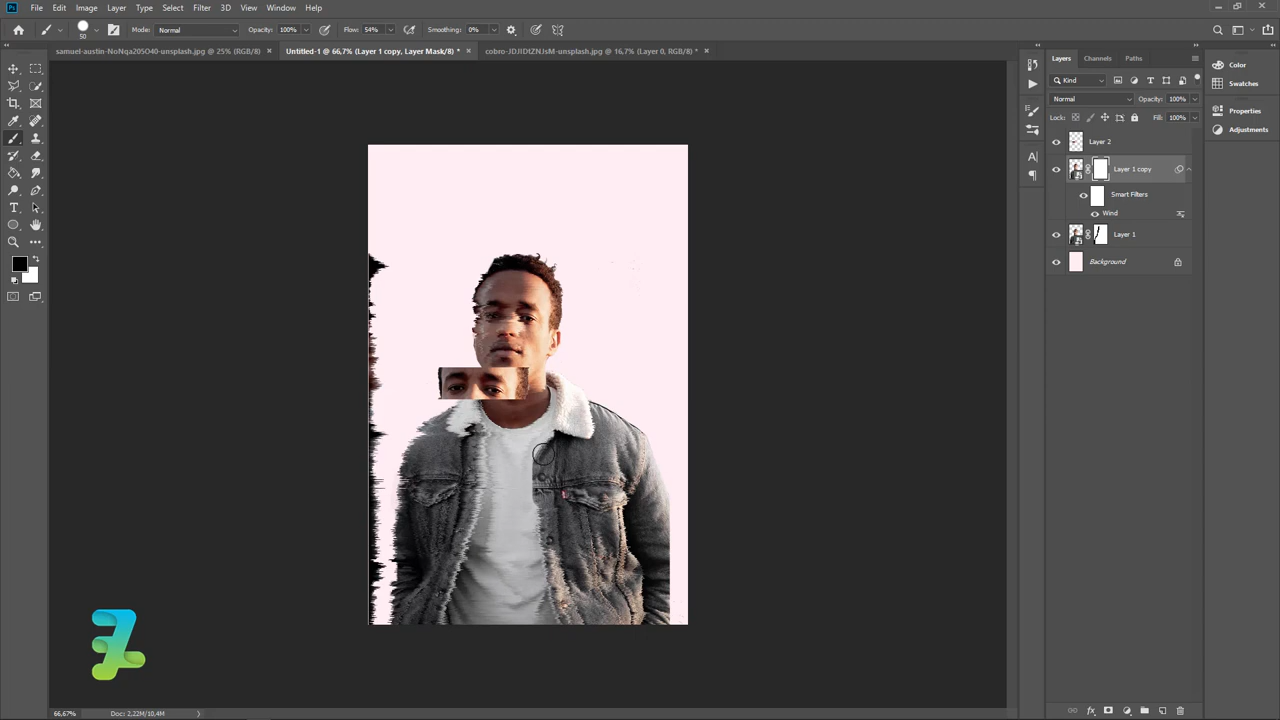 Ps File Edit Image Layer Type Select Filter 3D View Window Help
50 Mode: Normal Opacity: 100% Flow: 54% Smoothing: 0%
samuel-austin-NoNqa205O40-unsplash.jpg @ 25% (RGB/8) Untitled-1 @ 66,7% (Layer 1 copy, Layer Mask/8) * cobro-JDJIDtZNJsM-unsplash.jpg @ 16,7% (Layer 0, RGB/8) *
Layers Channels Paths
Color
Kind
Swatches
Normal Opacity: 100%
Properties
Lock: Fill: 100%
Adjustments
Layer 2
Layer 1 copy
Smart Filters
Wind
Layer 1
Background
66,67% Doc: 2,22M/10,4M